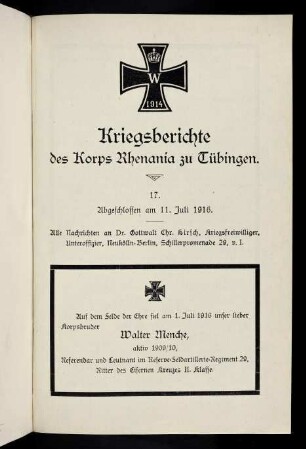 W
1914
Kriegsberichte
des Korps Rhenania zu Tübingen.
17.
Abgeschlossen am 11. Juli 1916.
Alle Nachrichten an Dr. Gottwalt Chr. Hirsch, Kriegsfreiwilliger,
Unteroffizier, Neukölln-Berlin, Schillerpromenade 29, v. I.
Auf dem Felde der Ehre fiel am 1. Juli 1916 unser lieber
Korpsbruder
Walter Menche,
aktiv 1909/10,
Referendar und Leutnant im Reserve-Feldartillerie-Regiment 29,
Ritter des Eisernen Kreuzes II. Klasse.